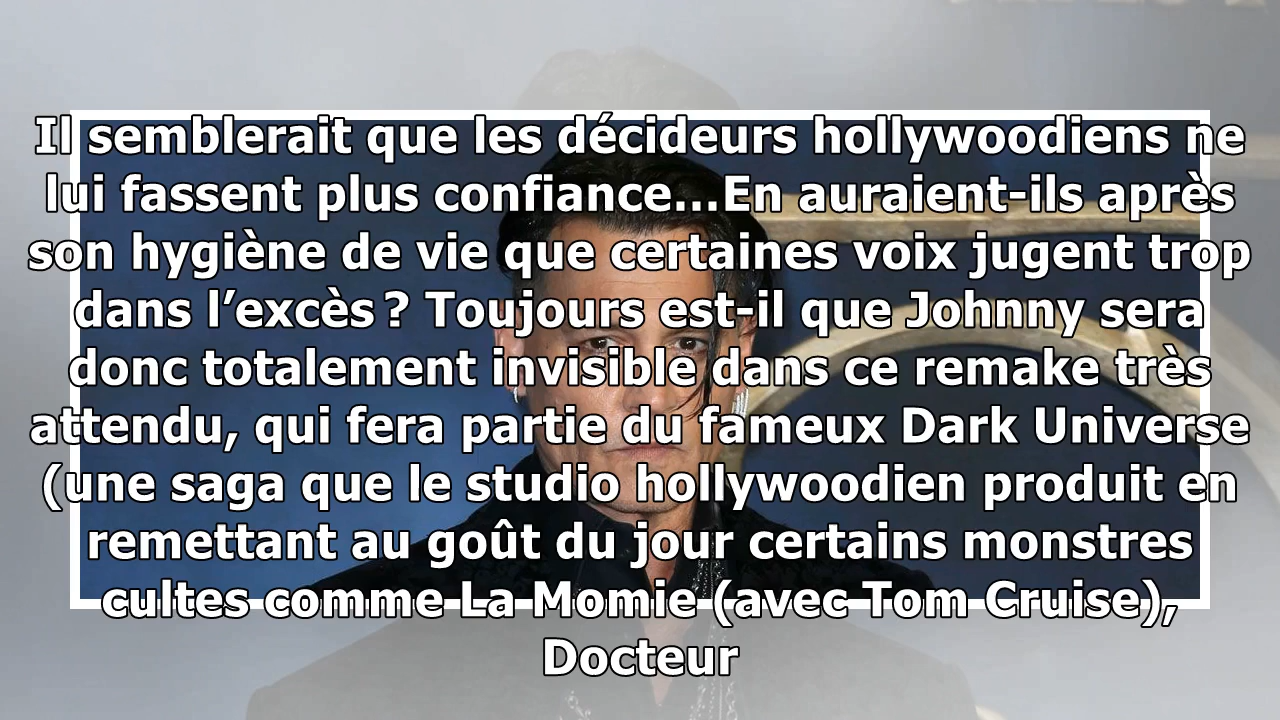 Il semblerait que les décideurs hollywoodiens ne
lui fassent plus confiance...En auraient-ils après
son hygiène de vie que certaines voix jugent trop
dans l’excès ? Toujours est-il que Johnny sera
donc totalement invisible dans ce remake très
attendu, qui fera partie du fameux Dark Universe
(une saga que le studio hollywoodien produit en
remettant au goût du jour certains monstres
cultes comme La Momie (avec Tom Cruise),
Docteur